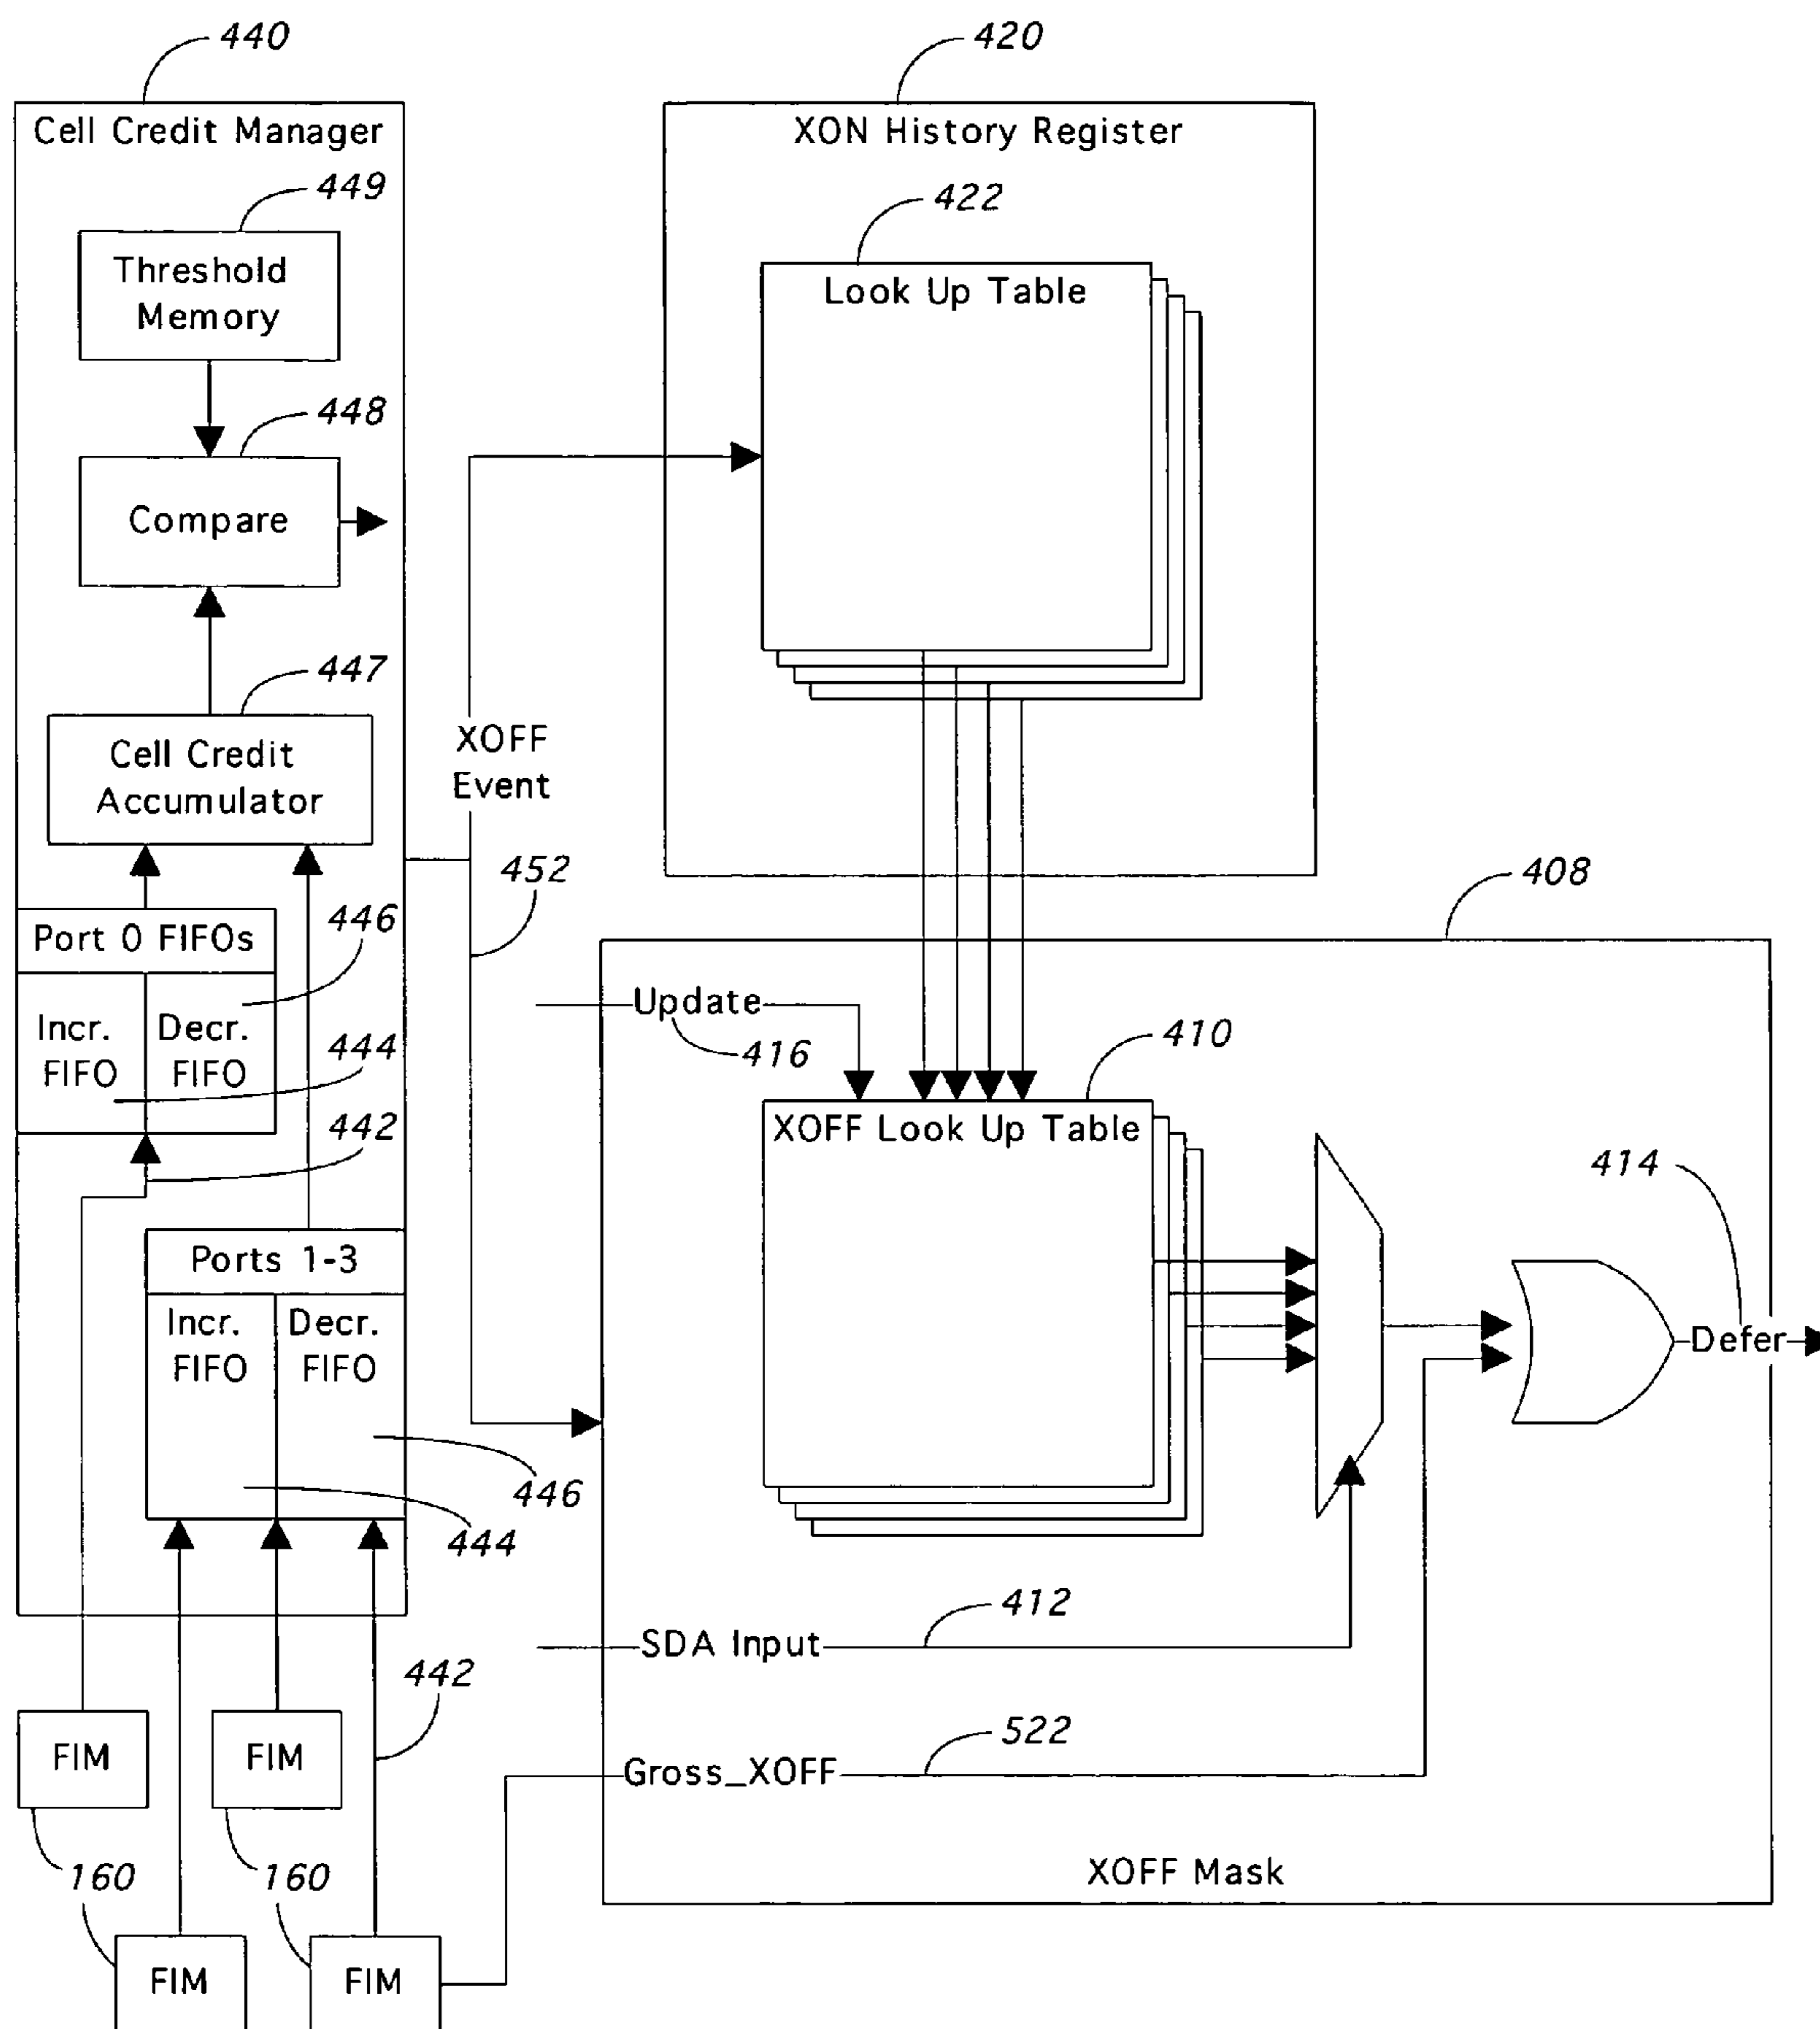 440
420
Cell Credit Manager
XON History Register
449
422
Threshold
Memory
Look Up Table
448
Compare
447
XOFF
Event
Cell Credit
Accumulator
452
408
446
Port 0 FIFOs
Update
416
410
Incr.
FIFO
Decr.
FIFO
444
442
XOFF Look Up Table
414
Ports 1-3
Incr.
FIFO
Decr.
FIFO
Defer
446
444
412
SDA Input
442
522
FIM
FIM
Gross_XOFF
160
160
XOFF Mask
FIM
FIM